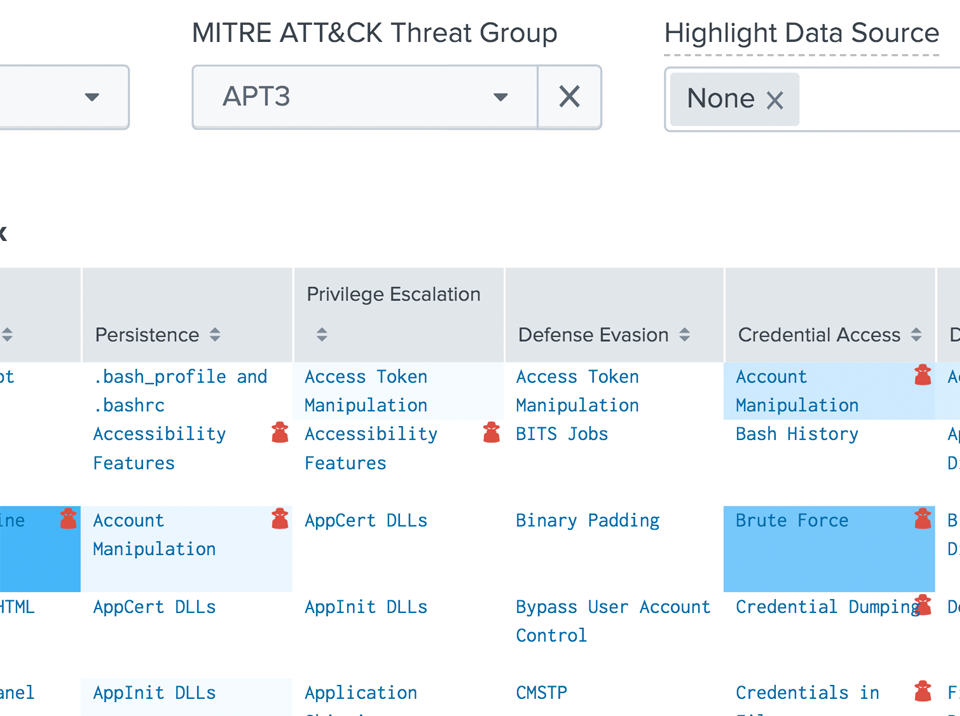 MITRE ATT&CK Threat Group
Highlight Data Source
APT3
None
Persistence
Privilege Escalation
Defense Evasion
Credential Access
.bash_profile and
.bashrc
Access Token
Manipulation
Access Token
Manipulation
Account
Manipulation
Accessibility
Features
Accessibility
Features
BITS Jobs
Bash History
Account
Manipulation
AppCert DLLs
Binary Padding
Brute Force
HTML
AppCert DLLs
AppInit DLLs
Bypass User Account
Control
Credential Dumping
AppInit DLLs
Application
CMSTP
Credentials in